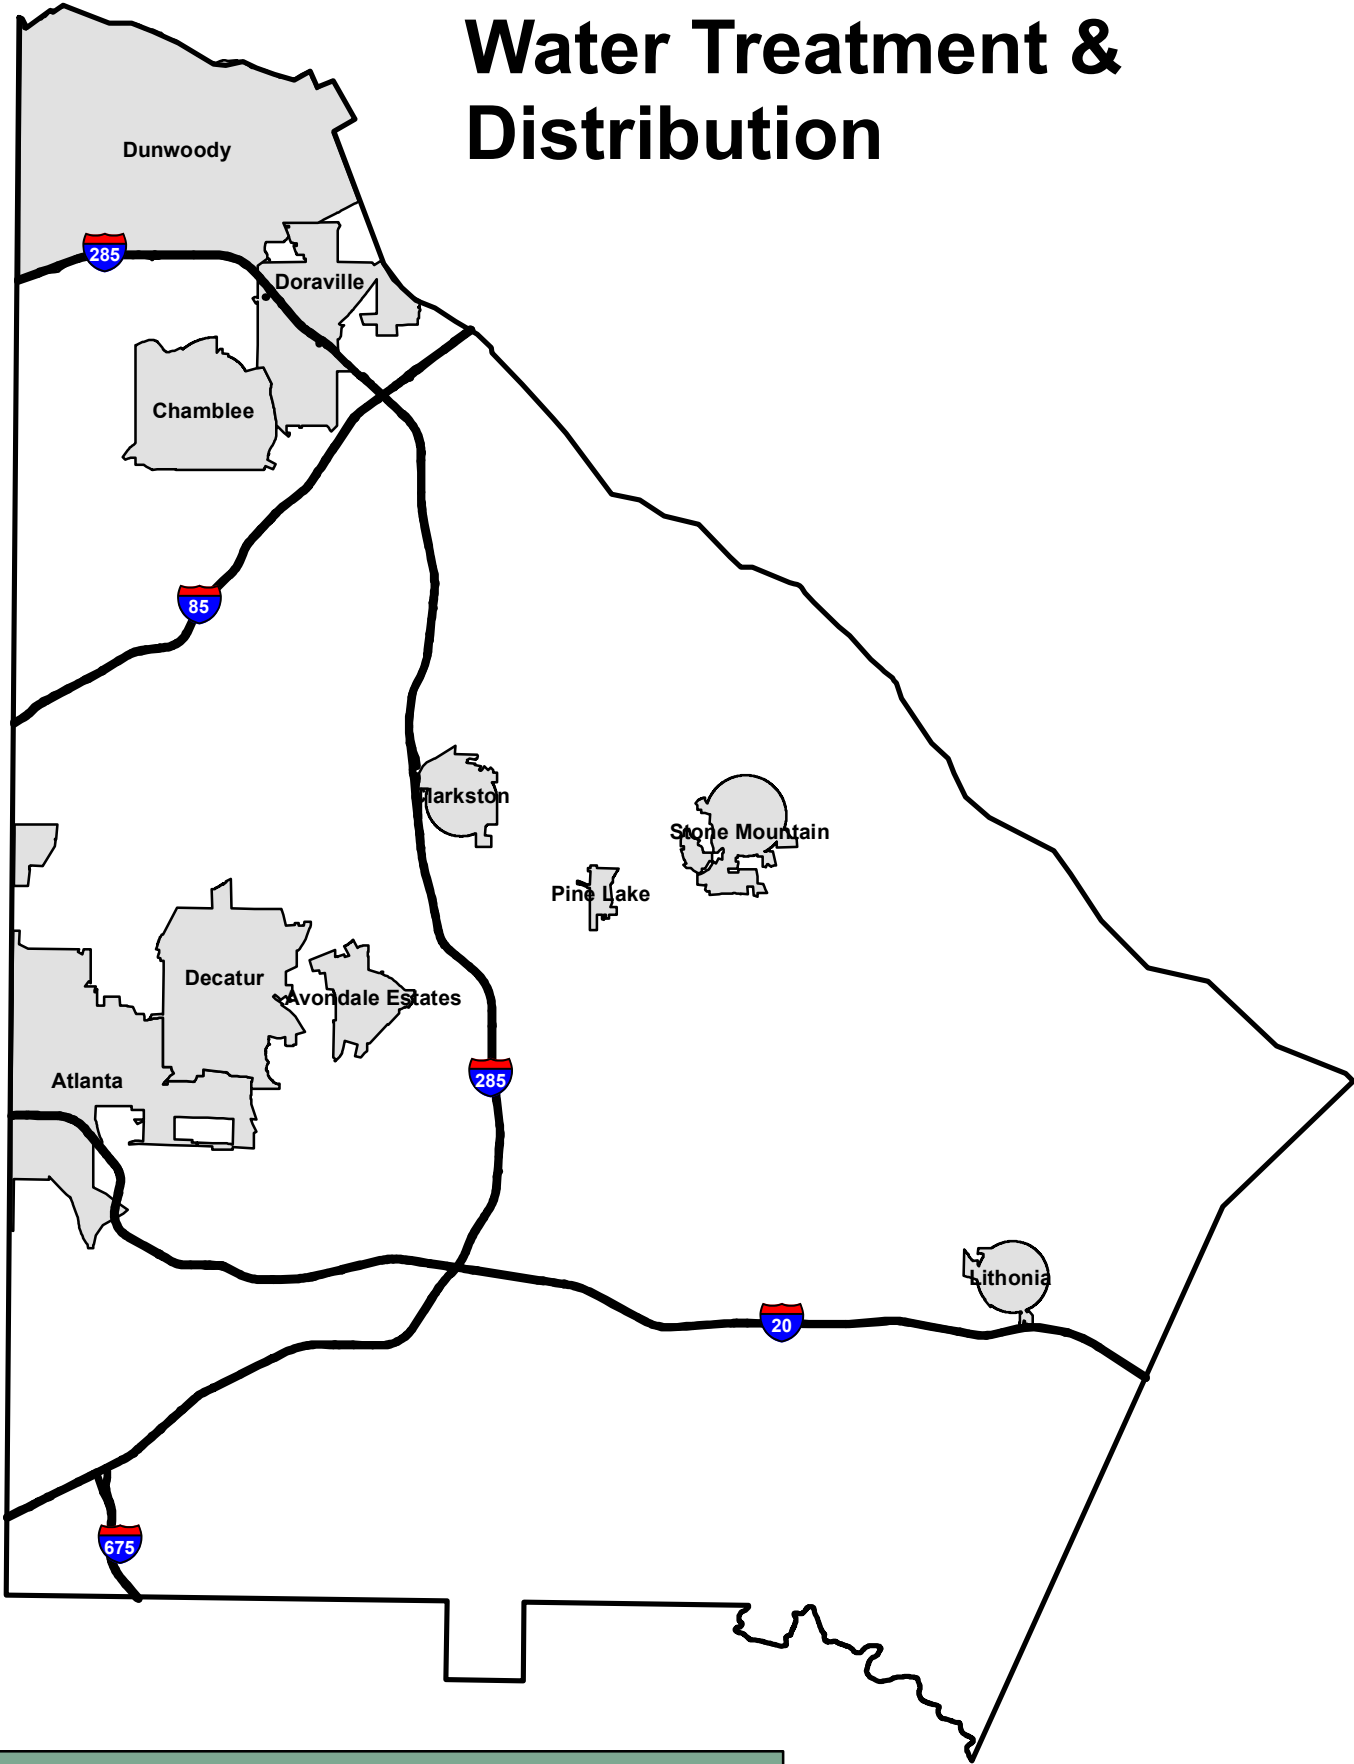 Water Treatment &
Distribution
Dunwoody
285
Doraville
Chamblee
85
Clarkston
Stone Mountain
Pine Lake
Decatur
Avondale Estates
285
Atlanta
Lithonia
20
675